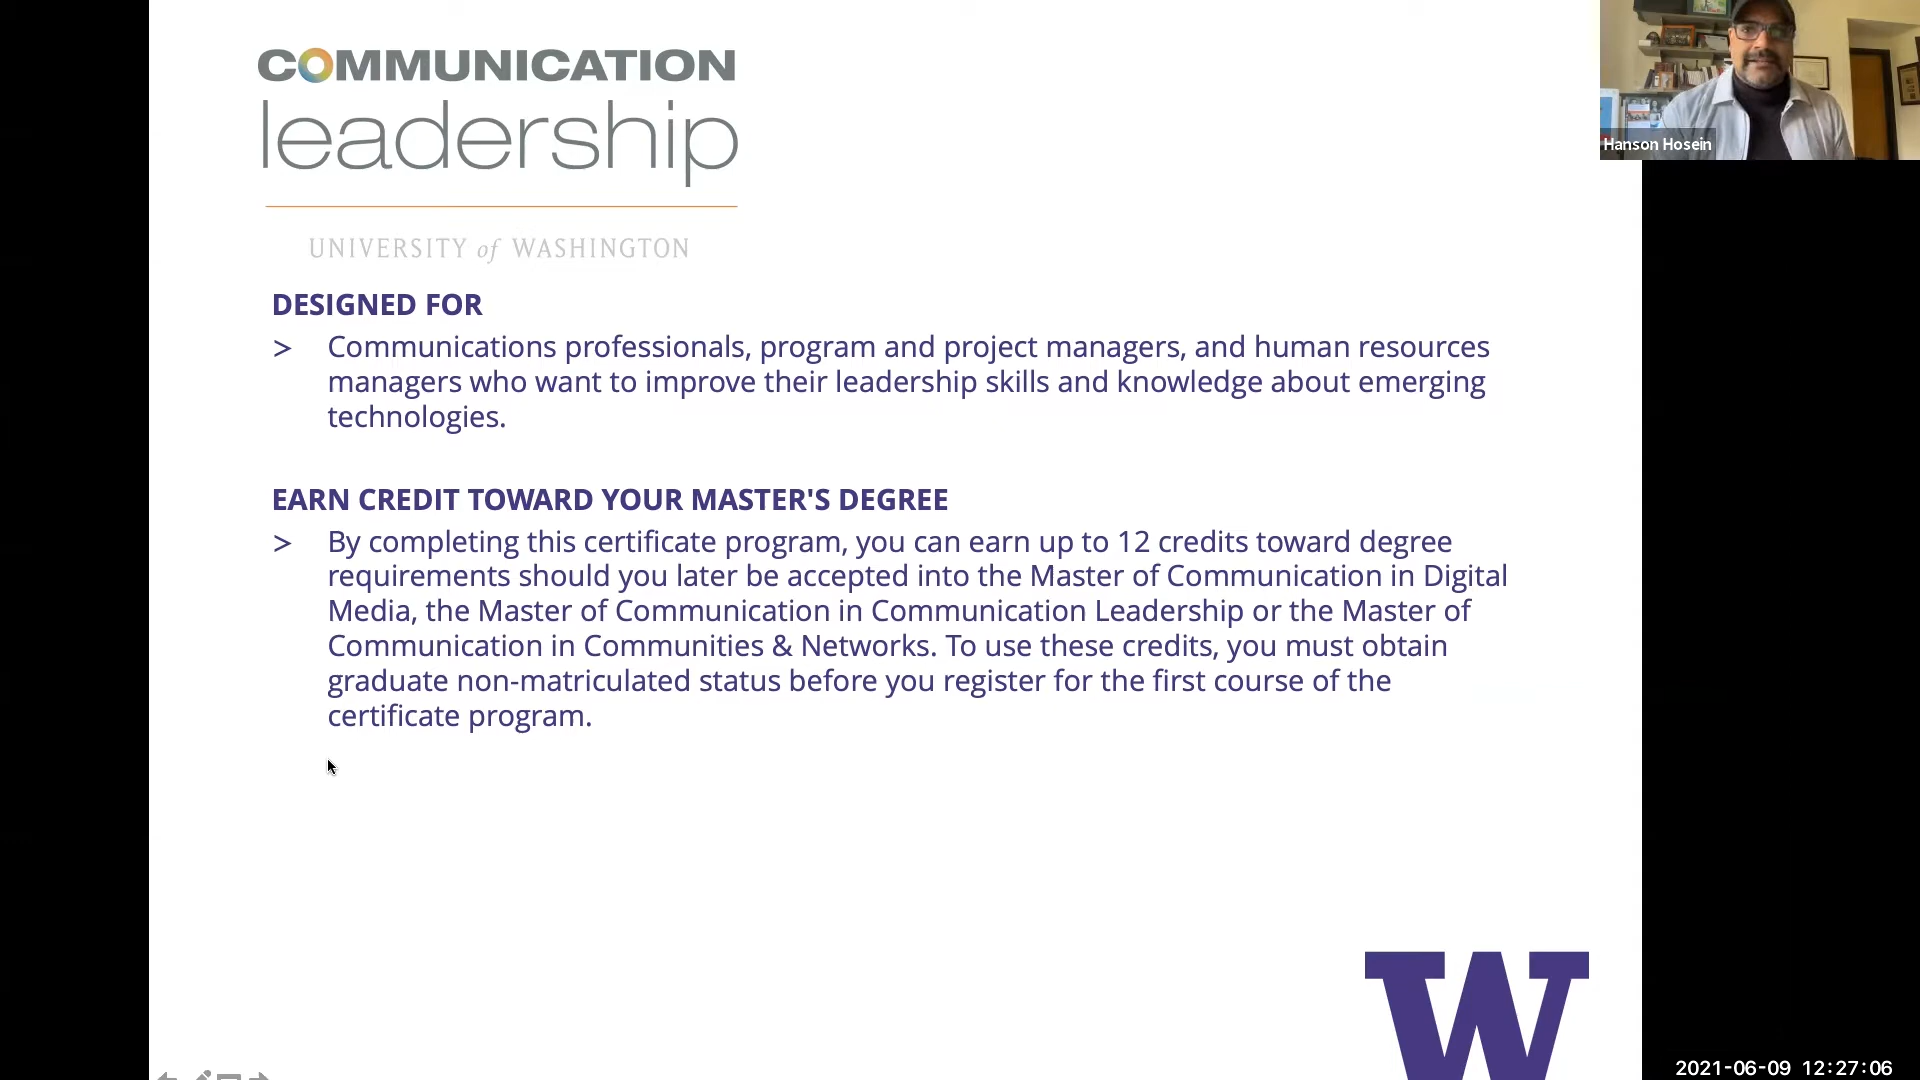 COMMUNICATION
leadership
UNIVERSITY of WASHINGTON
Hanson Hosein
DESIGNED FOR
> Communications professionals, program and project managers, and human resources
managers who want to improve their leadership skills and knowledge about emerging
technologies.
EARN CREDIT TOWARD YOUR MASTER'S DEGREE
> By completing this certificate program, you can earn up to 12 credits toward degree
requirements should you later be accepted into the Master of Communication in Digital
Media, the Master of Communication in Communication Leadership or the Master of
Communication in Communities & Networks. To use these credits, you must obtain
graduate non-matriculated status before you register for the first course of the
certificate program.
W
2021-06-09 12:27:06